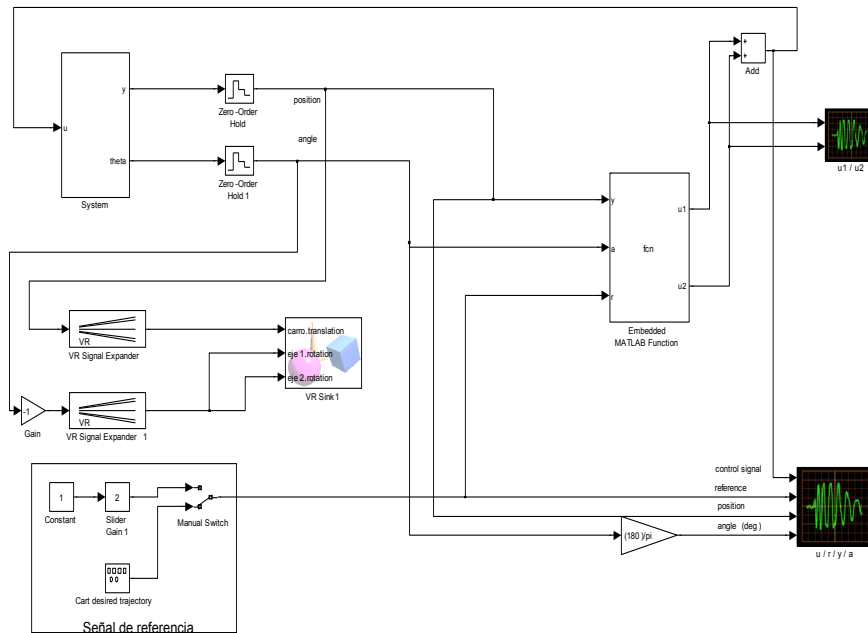 +
+
Add
y
Zero -Order
Hold
position
u
u1 / u2
angle
theta
Zero -Order
Hold 1
System
y
u1
a
fcn
u2
r
Embedded
MATLAB Function
VR
VR Signal Expander
carro.translation
eje 1.rotation
eje 2.rotation
VR Sink1
-1
Gain
VR
VR Signal Expander 1
control signal
reference
position
angle (deg )
1
Constant
2
Slider
Gain 1
Manual Switch
(180 )/pi
u / r / y / a
Cart desired trajectory
Señal de referencia